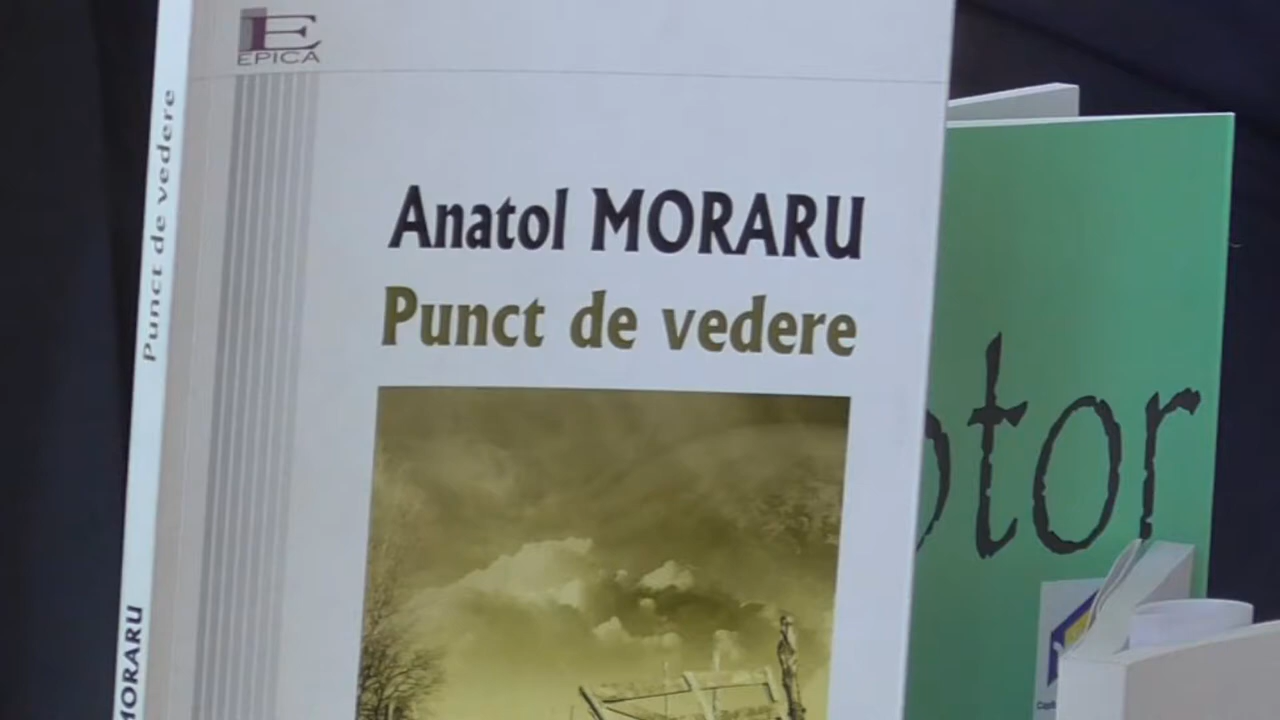 E
EPICA
Anatol MORARU
Punct de vedere
Punct de vedere
MORARU
otor